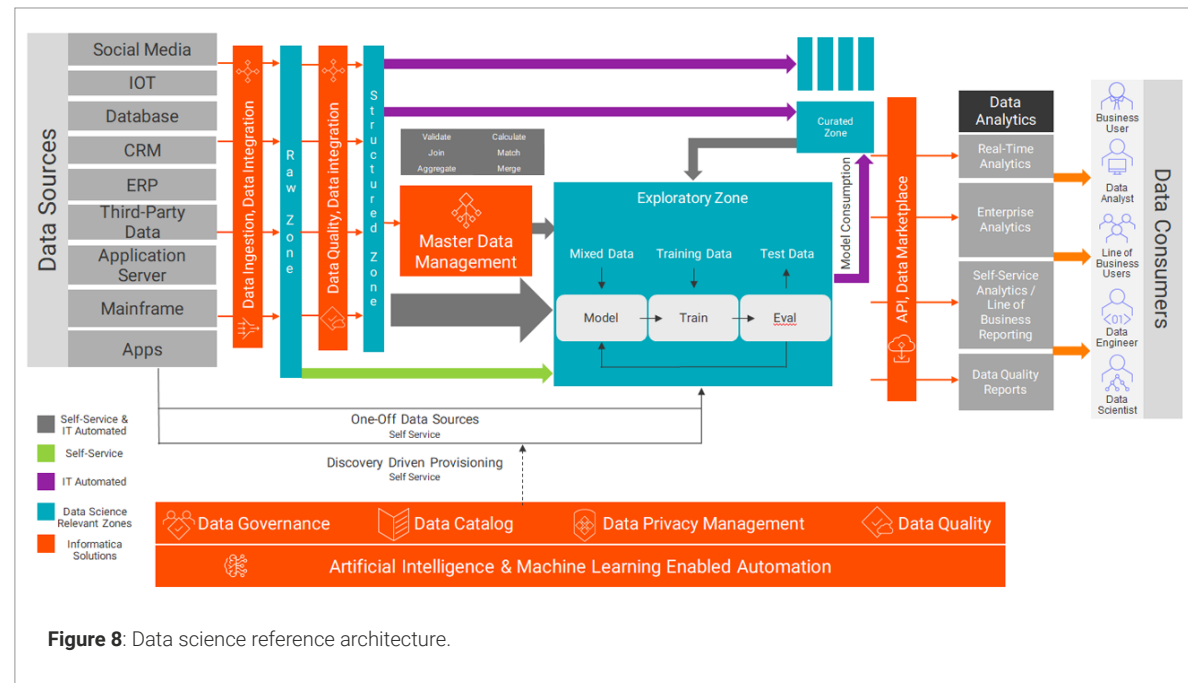 Data Sources
Social Media
IOT
Database
CRM
ERP
Third-Party
Data
Application
Server
Mainframe
Apps
Data Ingestion, Data Integration
Raw Zone
Data Quality, Data integration
Structured Zone
Validate
Calculate
Join
Match
Aggregate
Merge
Master Data
Management
Curated
Zone
Exploratory Zone
Mixed Data
Training Data
Test Data
Model
Train
Eval
Model Consumption
API, Data Marketplace
Data
Analytics
Real-Time
Analytics
Enterprise
Analytics
Self-Service
Analytics /
Line of
Business
Reporting
Data Quality
Reports
Business
User
Data
Analyst
Line of
Business
Users
<01>
Data
Engineer
Data
Scientist
Data Consumers
Self-Service &
IT Automated
Self-Service
IT Automated
Data Science
Relevant Zones
Informatica
Solutions
One-Off Data Sources
Self Service
Discovery Driven Provisioning
Self Service
Data Governance
Data Catalog
Data Privacy Management
Data Quality
Artificial Intelligence & Machine Learning Enabled Automation
Figure 8: Data science reference architecture.